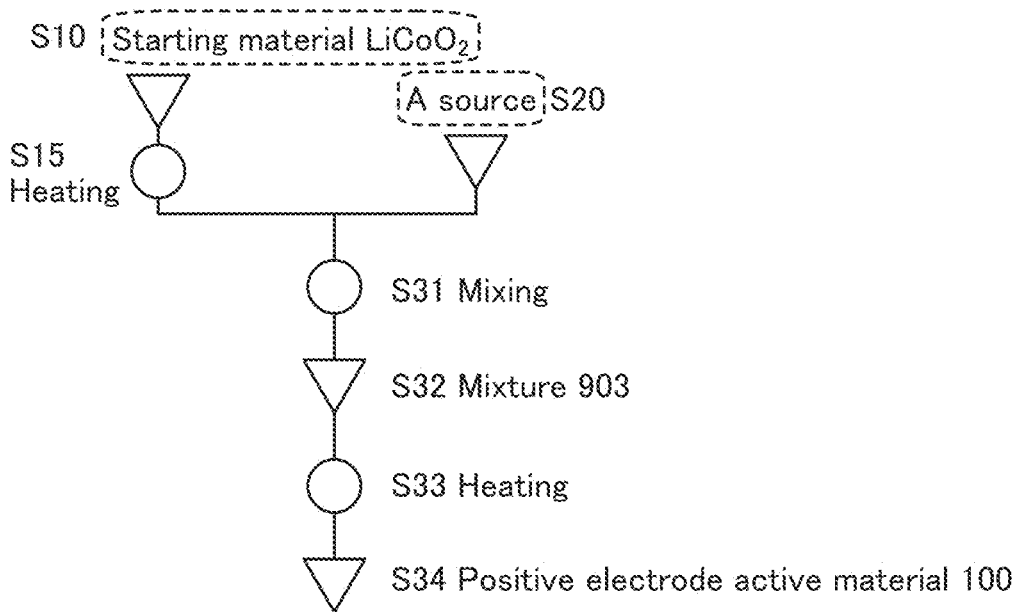 S10 Starting material LiCoO₂
A source S20
S15
Heating
S31 Mixing
S32 Mixture 903
S33 Heating
S34 Positive electrode active material 100